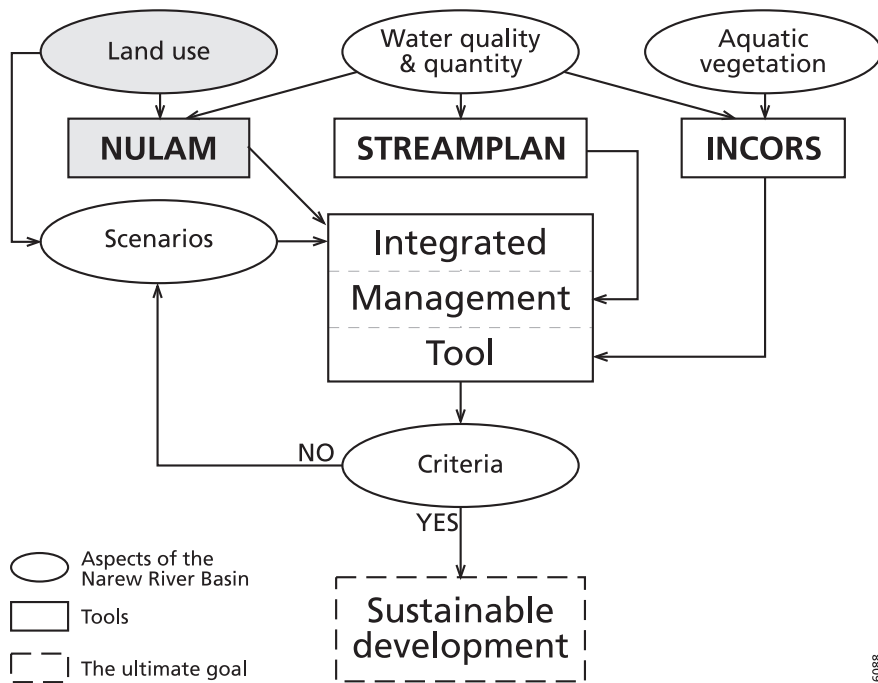 Land use
Water quality
& quantity
Aquatic
vegetation
NULAM
STREAMPLAN
INCORS
Scenarios
Integrated
Management
Tool
NO
Criteria
YES
Aspects of the
Narew River Basin
Tools
The ultimate goal
Sustainable
development
6088